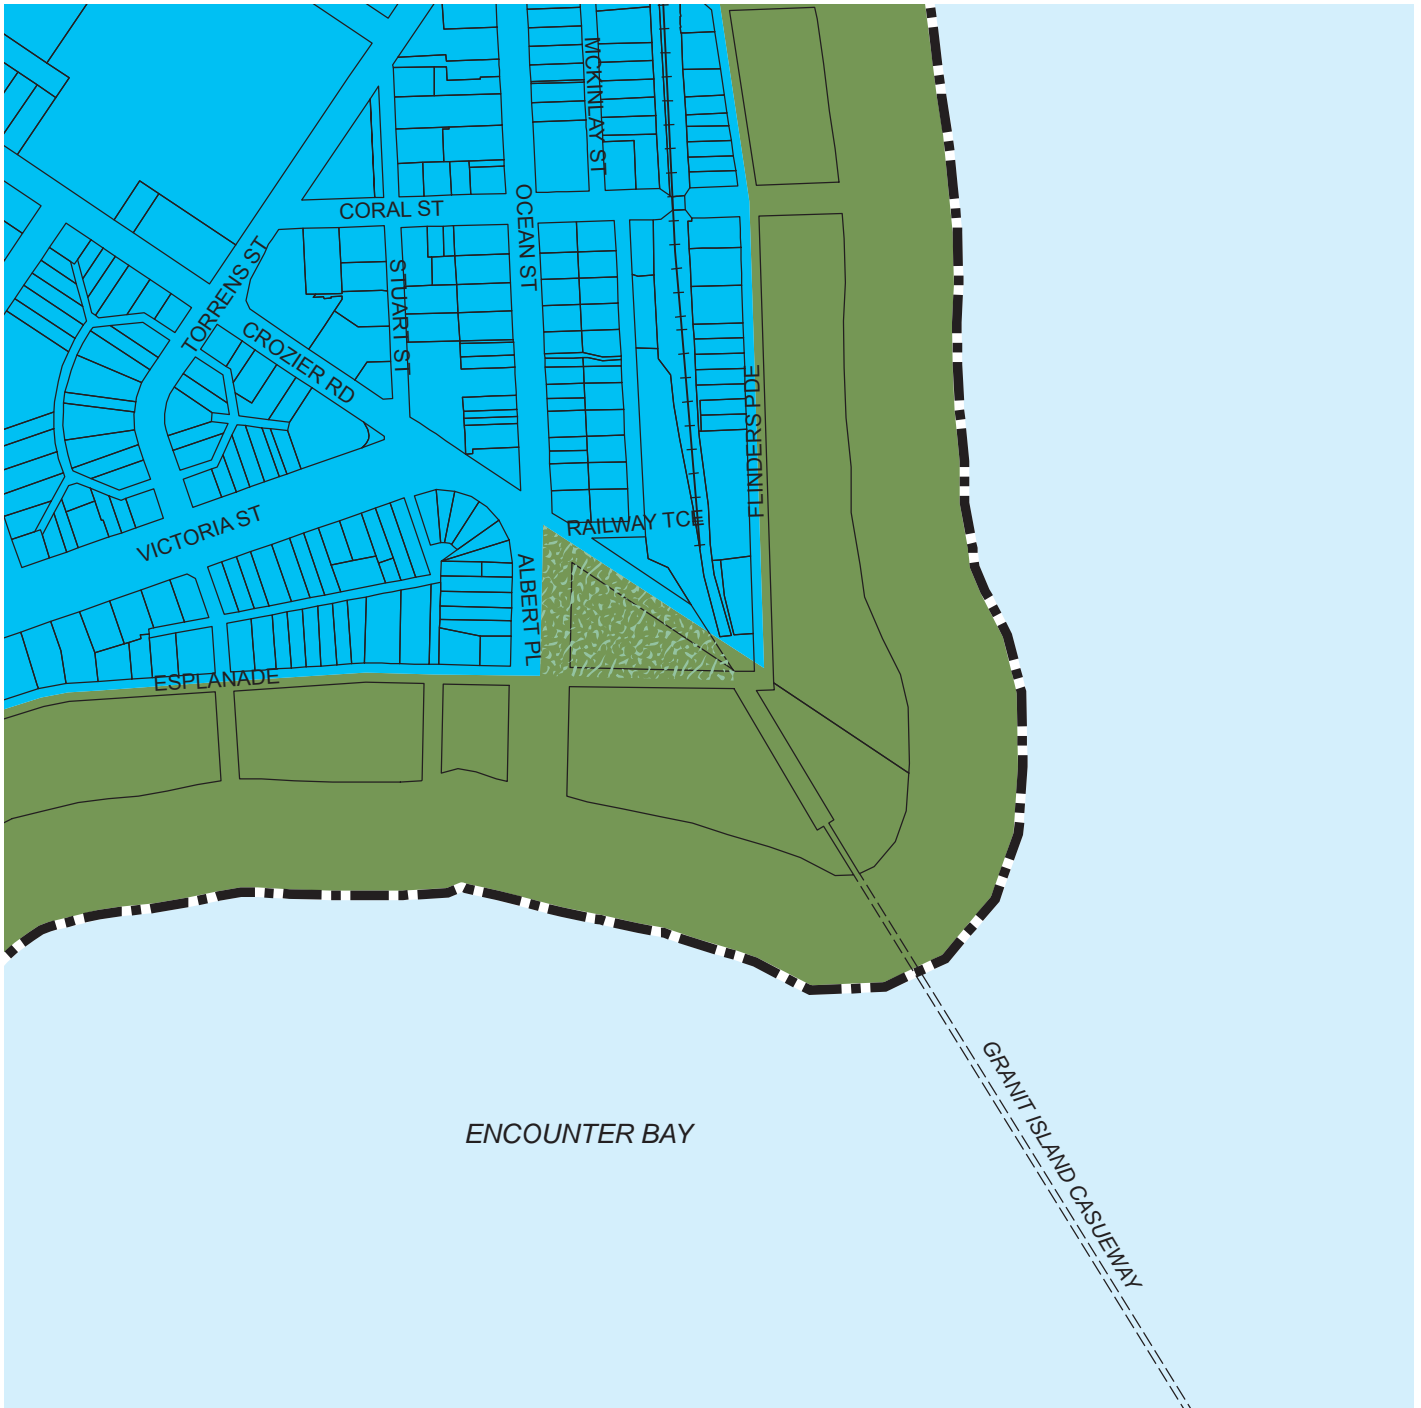 MCKINLAY ST
CORAL ST
OCEAN ST
TORRENS ST
STUART ST
CROZIER RD
FLINDERS PDE
VICTORIA ST
RAILWAY TCE
ALBERT PL
ESPLANADE
GRANIT ISLAND CASUEWAY
ENCOUNTER BAY